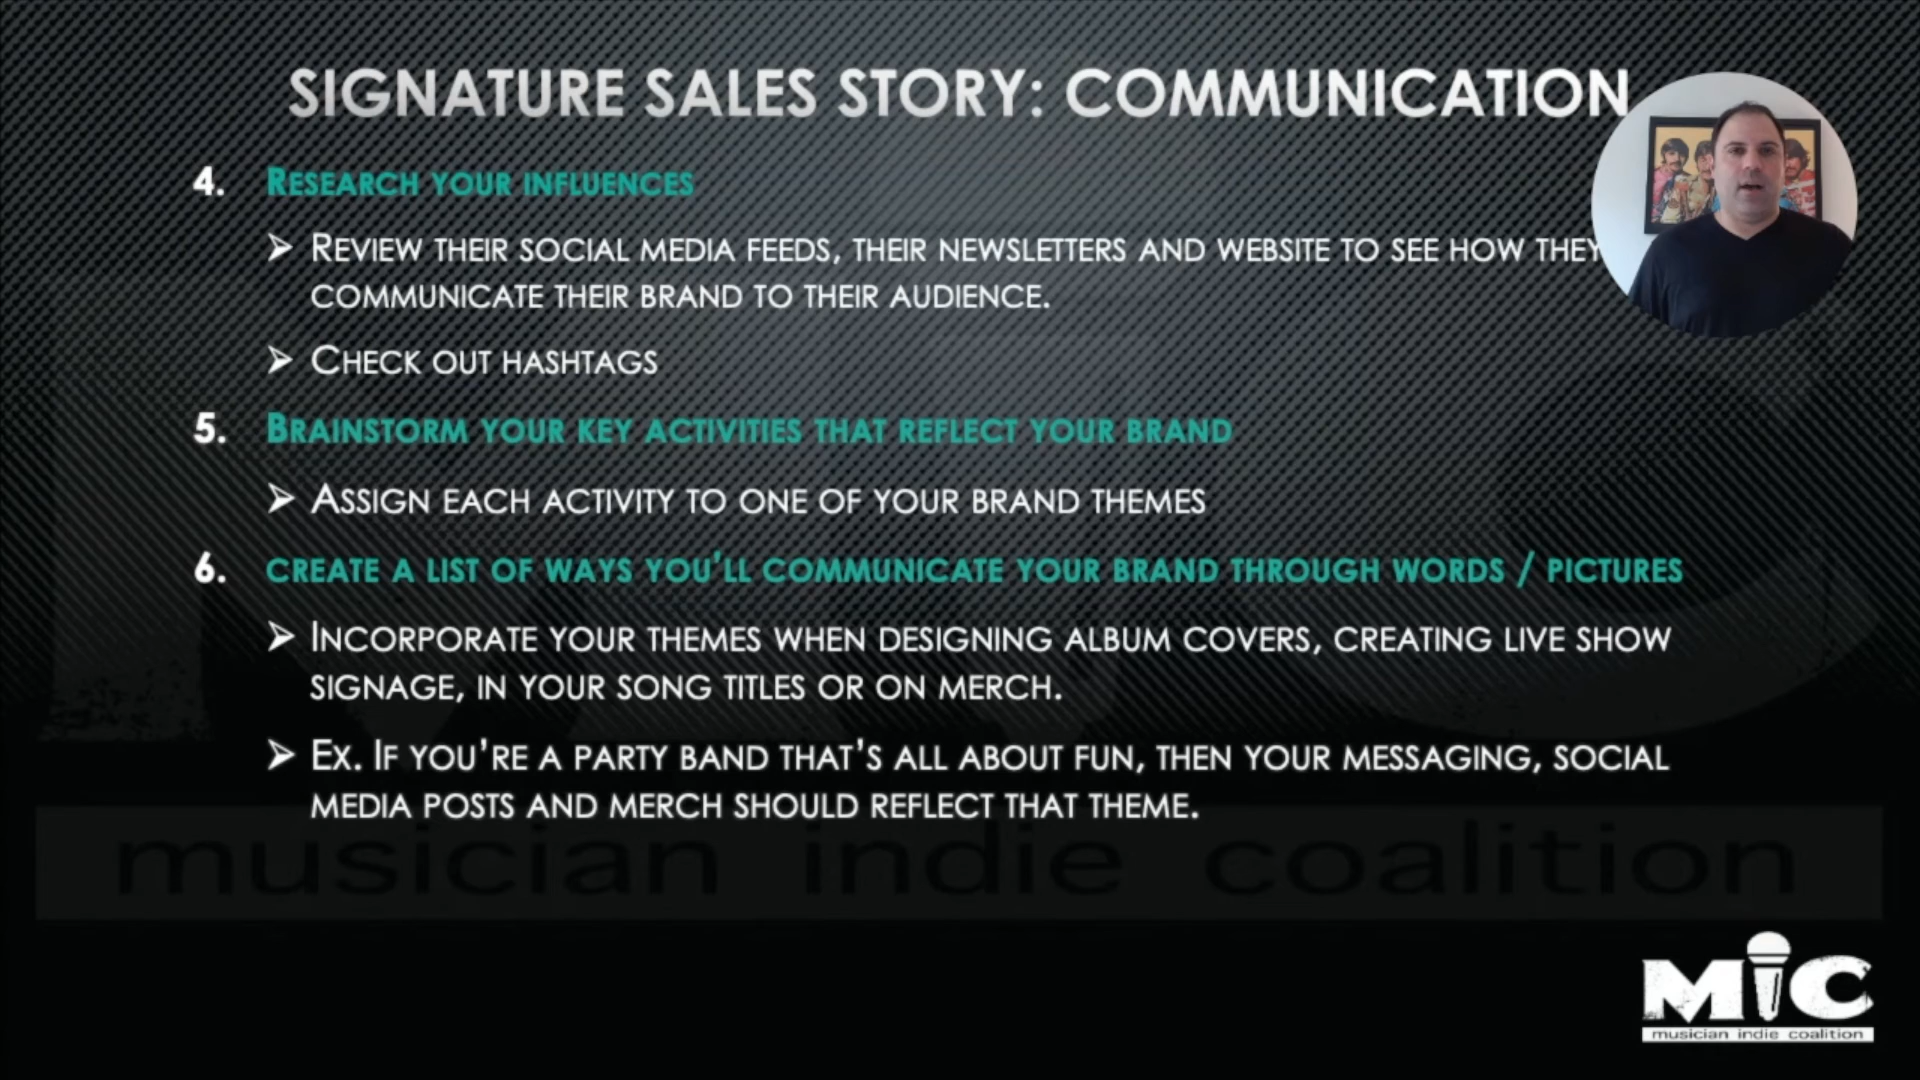 SIGNATURE SALES STORY: COMMUNICATION
4. RESEARCH YOUR INFLUENCES
➢ REVIEW THEIR SOCIAL MEDIA FEEDS, THEIR NEWSLETTERS AND WEBSITE TO SEE HOW THEY
COMMUNICATE THEIR BRAND TO THEIR AUDIENCE.
➢ CHECK OUT HASHTAGS
5. BRAINSTORM YOUR KEY ACTIVITIES THAT REFLECT YOUR BRAND
➢ ASSIGN EACH ACTIVITY TO ONE OF YOUR BRAND THEMES
6. CREATE A LIST OF WAYS YOU'LL COMMUNICATE YOUR BRAND THROUGH WORDS / PICTURES
➢ INCORPORATE YOUR THEMES WHEN DESIGNING ALBUM COVERS, CREATING LIVE SHOW
SIGNAGE, IN YOUR SONG TITLES OR ON MERCH.
➢ EX. IF YOU'RE A PARTY BAND THAT'S ALL ABOUT FUN, THEN YOUR MESSAGING, SOCIAL
MEDIA POSTS AND MERCH SHOULD REFLECT THAT THEME.
musician indie coalition
MIC
musician indie coalition